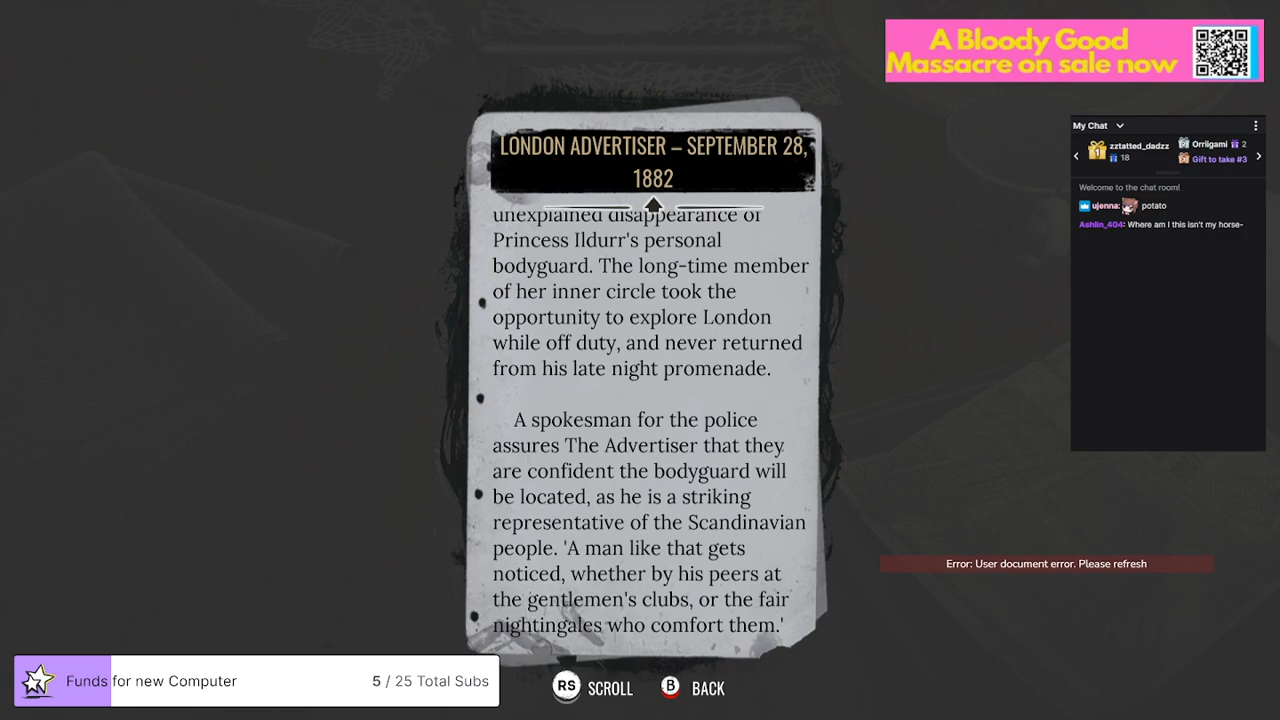 A Bloody Good
Massacre on sale now
LONDON ADVERTISER – SEPTEMBER 28,
1882
unexplained disappearance of
Princess Ildurr's personal
bodyguard. The long-time member
of her inner circle took the
opportunity to explore London
while off duty, and never returned
from his late night promenade.
A spokesman for the police
assures The Advertiser that they
are confident the bodyguard will
be located, as he is a striking
representative of the Scandinavian
people. 'A man like that gets
noticed, whether by his peers at
the gentlemen's clubs, or the fair
nightingales who comfort them.'
My Chat
1 zztatted_dadzz
18
Orriigami 2
Gift to take #3
Welcome to the chat room!
ujenna: potato
Ashlin_404: Where am I this isn't my horse-
Error: User document error. Please refresh
Funds for new Computer 5 / 25 Total Subs
RS SCROLL B BACK